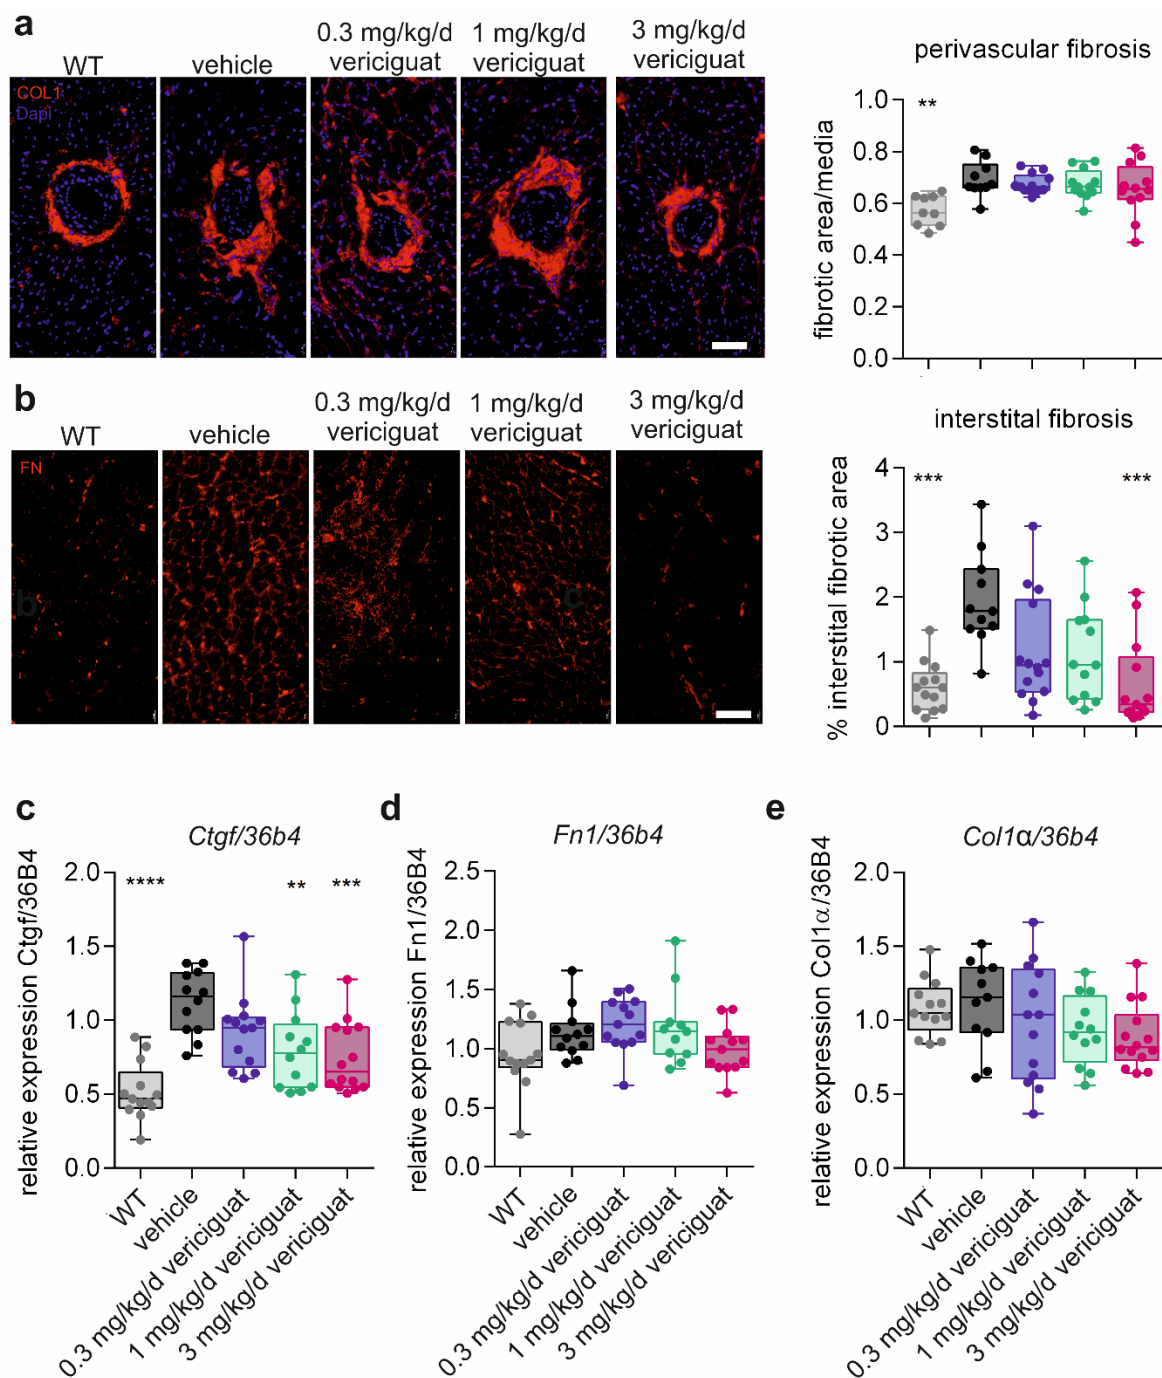 a
WT
vehicle
0.3 mg/kg/d
vericiguat
1 mg/kg/d
vericiguat
3 mg/kg/d
vericiguat
COL1
Dapi
perivascular fibrosis
fibrotic area/media
1.0
**
0.8
0.6
0.4
0.2
0.0
b
WT
vehicle
0.3 mg/kg/d
vericiguat
1 mg/kg/d
vericiguat
3 mg/kg/d
vericiguat
FN
b
c
interstital fibrosis
% interstital fibrotic area
4
***
***
3
2
1
0
c
Ctgf/36b4
relative expression Ctgf/36B4
2.0
****
**
***
1.5
1.0
0.5
0.0
WT
vehicle
0.3 mg/kg/d vericiguat
1 mg/kg/d vericiguat
3 mg/kg/d vericiguat
d
Fn1/36b4
relative expression Fn1/36B4
2.5
2.0
1.5
1.0
0.5
0.0
WT
vehicle
0.3 mg/kg/d vericiguat
1 mg/kg/d vericiguat
3 mg/kg/d vericiguat
e
Col1α/36b4
relative expression Col1α/36B4
2.0
1.5
1.0
0.5
0.0
WT
vehicle
0.3 mg/kg/d vericiguat
1 mg/kg/d vericiguat
3 mg/kg/d vericiguat